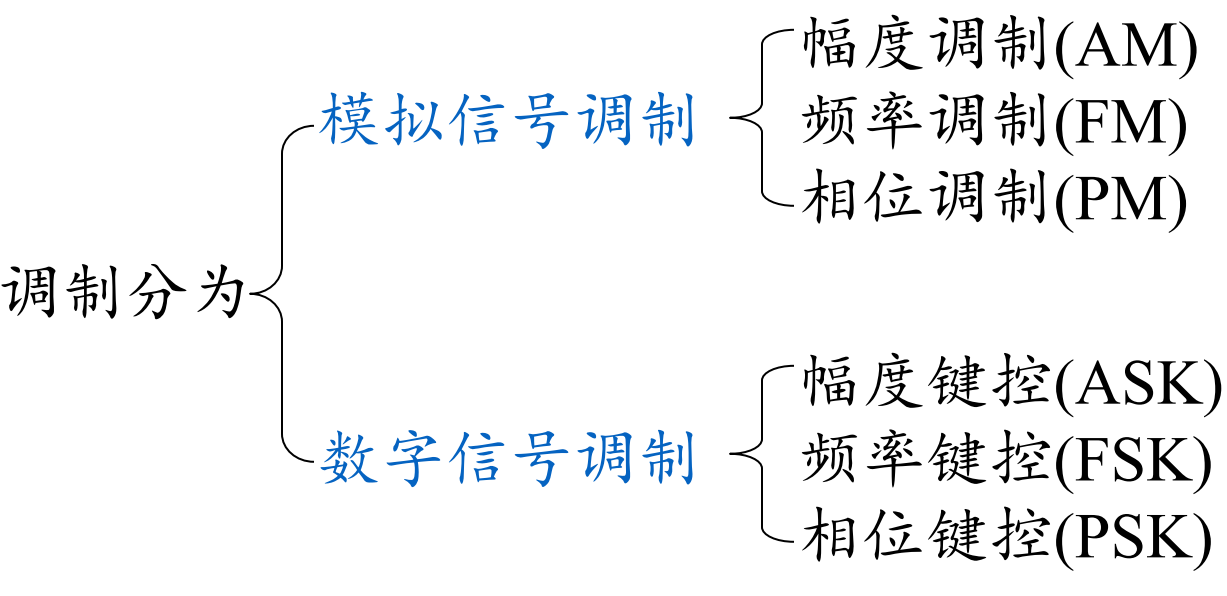 调制分为
模拟信号调制
幅度调制(AM)
频率调制(FM)
相位调制(PM)
数字信号调制
幅度键控(ASK)
频率键控(FSK)
相位键控(PSK)